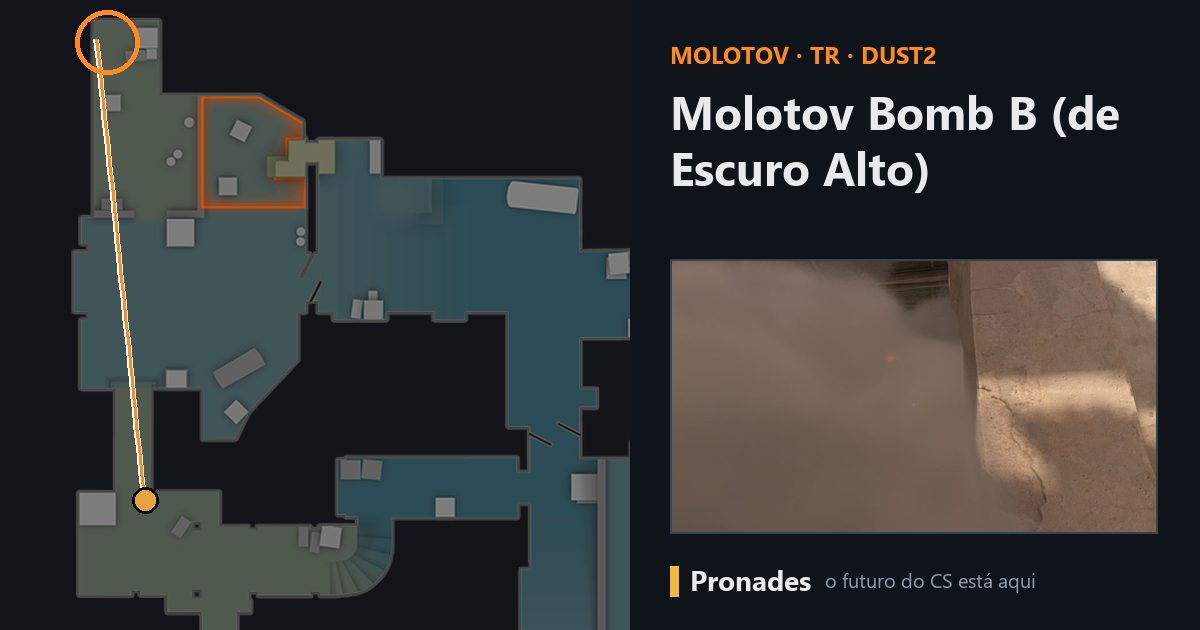 MOLOTOV · TR · DUST2
Molotov Bomb B (de
Escuro Alto)
Pronades o futuro do CS está aqui